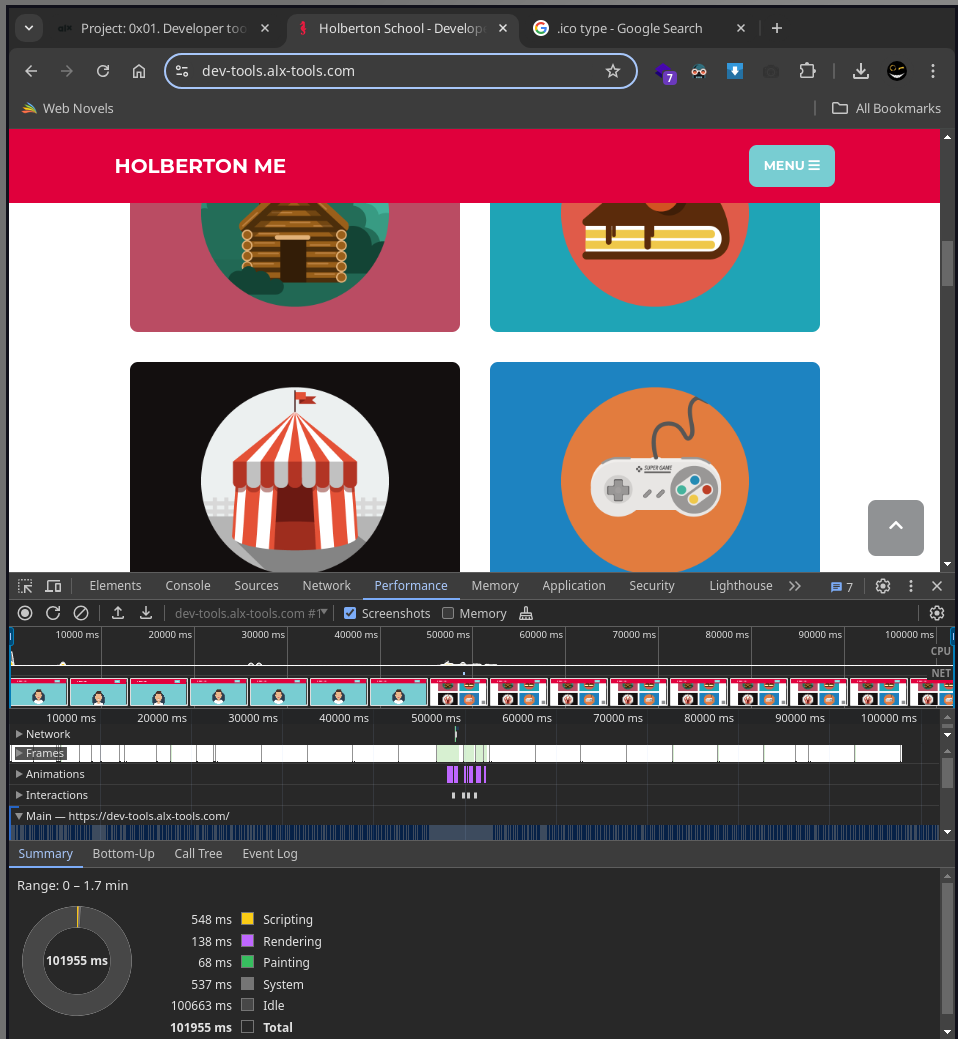 Project: 0x01. Developer too
Holberton School - Develop
.ico type - Google Search
dev-tools.alx-tools.com
7
Web Novels
All Bookmarks
HOLBERTON ME
MENU
SUPER GAME
Elements Console Sources Network Performance Memory Application Security Lighthouse 7
dev-tools.alx-tools.com #1 Screenshots Memory
10000 ms 20000 ms 30000 ms 40000 ms 50000 ms 60000 ms 70000 ms 80000 ms 90000 ms 100000 ms
CPU
NET
10000 ms 20000 ms 30000 ms 40000 ms 50000 ms 60000 ms 70000 ms 80000 ms 90000 ms 100000 ms
Network
Frames
Animations
Interactions
Main — https://dev-tools.alx-tools.com/
Summary Bottom-Up Call Tree Event Log
Range: 0 – 1.7 min
548 ms Scripting
138 ms Rendering
101955 ms
68 ms Painting
537 ms System
100663 ms Idle
101955 ms Total